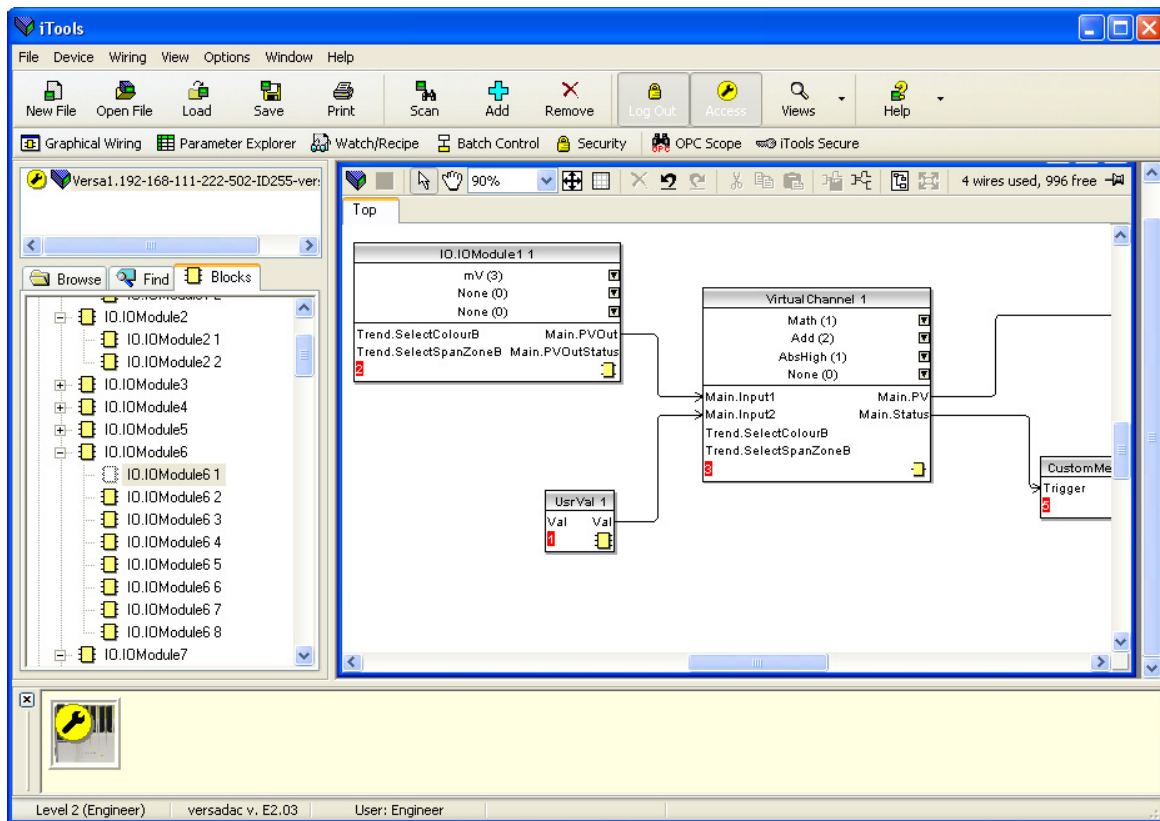 iTools
File Device Wiring View Options Window Help
New File Open File Load Save Print Scan Add Remove Log Out Access Views Help
Graphical Wiring Parameter Explorer Watch/Recipe Batch Control Security OPC Scope iTools Secure
Versa1.192-168-111-222-502-ID255-ver
Browse Find Blocks
IO.IOModule2
IO.IOModule2 1
IO.IOModule2 2
IO.IOModule3
IO.IOModule4
IO.IOModule5
IO.IOModule6
IO.IOModule6 1
IO.IOModule6 2
IO.IOModule6 3
IO.IOModule6 4
IO.IOModule6 5
IO.IOModule6 6
IO.IOModule6 7
IO.IOModule6 8
IO.IOModule7
90% 4 wires used, 996 free
Top
IO.IOModule1 1
mV (3)
None (0)
None (0)
Trend.SelectColourB Main.PVOut
Trend.SelectSpanZoneB Main.PVOutStatus
2
VirtualChannel 1
Math (1)
Add (2)
AbsHigh (1)
None (0)
Main.Input1 Main.PV
Main.Input2 Main.Status
Trend.SelectColourB
Trend.SelectSpanZoneB
3
UsrVal 1
Val Val
1
CustomMe
Trigger
5
Level 2 (Engineer) versadac v. E2.03 User: Engineer